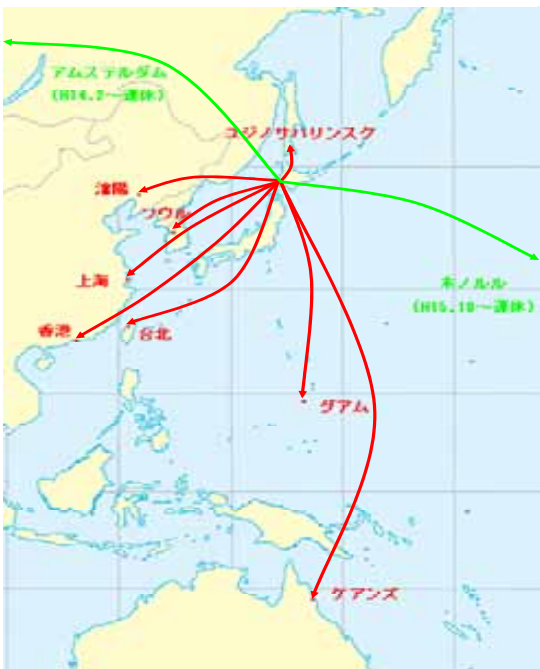 アムステルダム
(H14.2～運休)
ユジノサハリンスク
瀋陽
ソウル
上海
ホノルル
(H15.10～運休)
香港
台北
グアム
ケアンズ